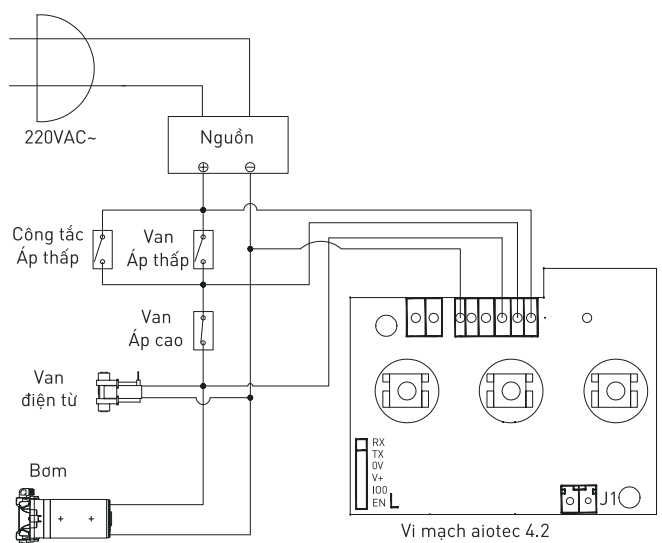 220VAC~
Nguồn
+
−
Công tắc
Áp thấp
Van
Áp thấp
Van
Áp cao
Van
điện từ
Bơm
+ +
RX
TX
0V
V+
IO0
EN
J1
Vi mạch aiotec 4.2